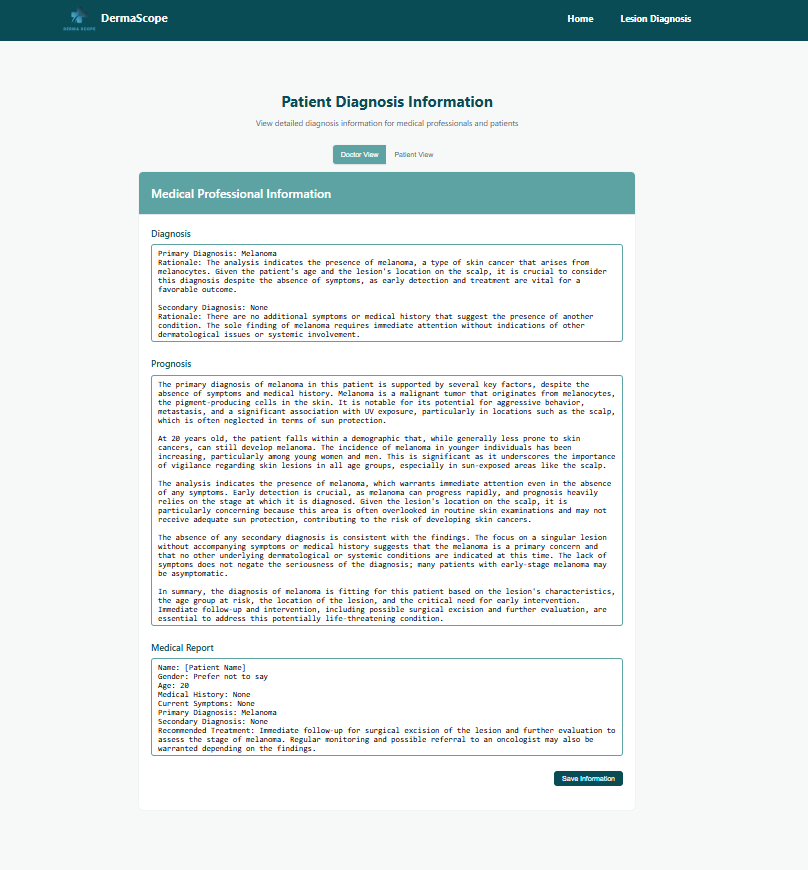 DERMA SCOPE
DermaScope
Home
Lesion Diagnosis
Patient Diagnosis Information
View detailed diagnosis information for medical professionals and patients
Doctor View
Patient View
Medical Professional Information
Diagnosis
Primary Diagnosis: Melanoma
Rationale: The analysis indicates the presence of melanoma, a type of skin cancer that arises from
melanocytes. Given the patient's age and the lesion's location on the scalp, it is crucial to consider
this diagnosis despite the absence of symptoms, as early detection and treatment are vital for a
favorable outcome.
Secondary Diagnosis: None
Rationale: There are no additional symptoms or medical history that suggest the presence of another
condition. The sole finding of melanoma requires immediate attention without indications of other
dermatological issues or systemic involvement.
Prognosis
The primary diagnosis of melanoma in this patient is supported by several key factors, despite the
absence of symptoms and medical history. Melanoma is a malignant tumor that originates from melanocytes,
the pigment-producing cells in the skin. It is notable for its potential for aggressive behavior,
metastasis, and a significant association with UV exposure, particularly in locations such as the scalp,
which is often neglected in terms of sun protection.
At 20 years old, the patient falls within a demographic that, while generally less prone to skin
cancers, can still develop melanoma. The incidence of melanoma in younger individuals has been
increasing, particularly among young women and men. This is significant as it underscores the importance
of vigilance regarding skin lesions in all age groups, especially in sun-exposed areas like the scalp.
The analysis indicates the presence of melanoma, which warrants immediate attention even in the absence
of any symptoms. Early detection is crucial, as melanoma can progress rapidly, and prognosis heavily
relies on the stage at which it is diagnosed. Given the lesion's location on the scalp, it is
particularly concerning because this area is often overlooked in routine skin examinations and may not
receive adequate sun protection, contributing to the risk of developing skin cancers.
The absence of any secondary diagnosis is consistent with the findings. The focus on a singular lesion
without accompanying symptoms or medical history suggests that the melanoma is a primary concern and
that no other underlying dermatological or systemic conditions are indicated at this time. The lack of
symptoms does not negate the seriousness of the diagnosis; many patients with early-stage melanoma may
be asymptomatic.
In summary, the diagnosis of melanoma is fitting for this patient based on the lesion's characteristics,
the age group at risk, the location of the lesion, and the critical need for early intervention.
Immediate follow-up and intervention, including possible surgical excision and further evaluation, are
essential to address this potentially life-threatening condition.
Medical Report
Name: [Patient Name]
Gender: Prefer not to say
Age: 20
Medical History: None
Current Symptoms: None
Primary Diagnosis: Melanoma
Secondary Diagnosis: None
Recommended Treatment: Immediate follow-up for surgical excision of the lesion and further evaluation to
assess the stage of melanoma. Regular monitoring and possible referral to an oncologist may also be
warranted depending on the findings.
Save Information